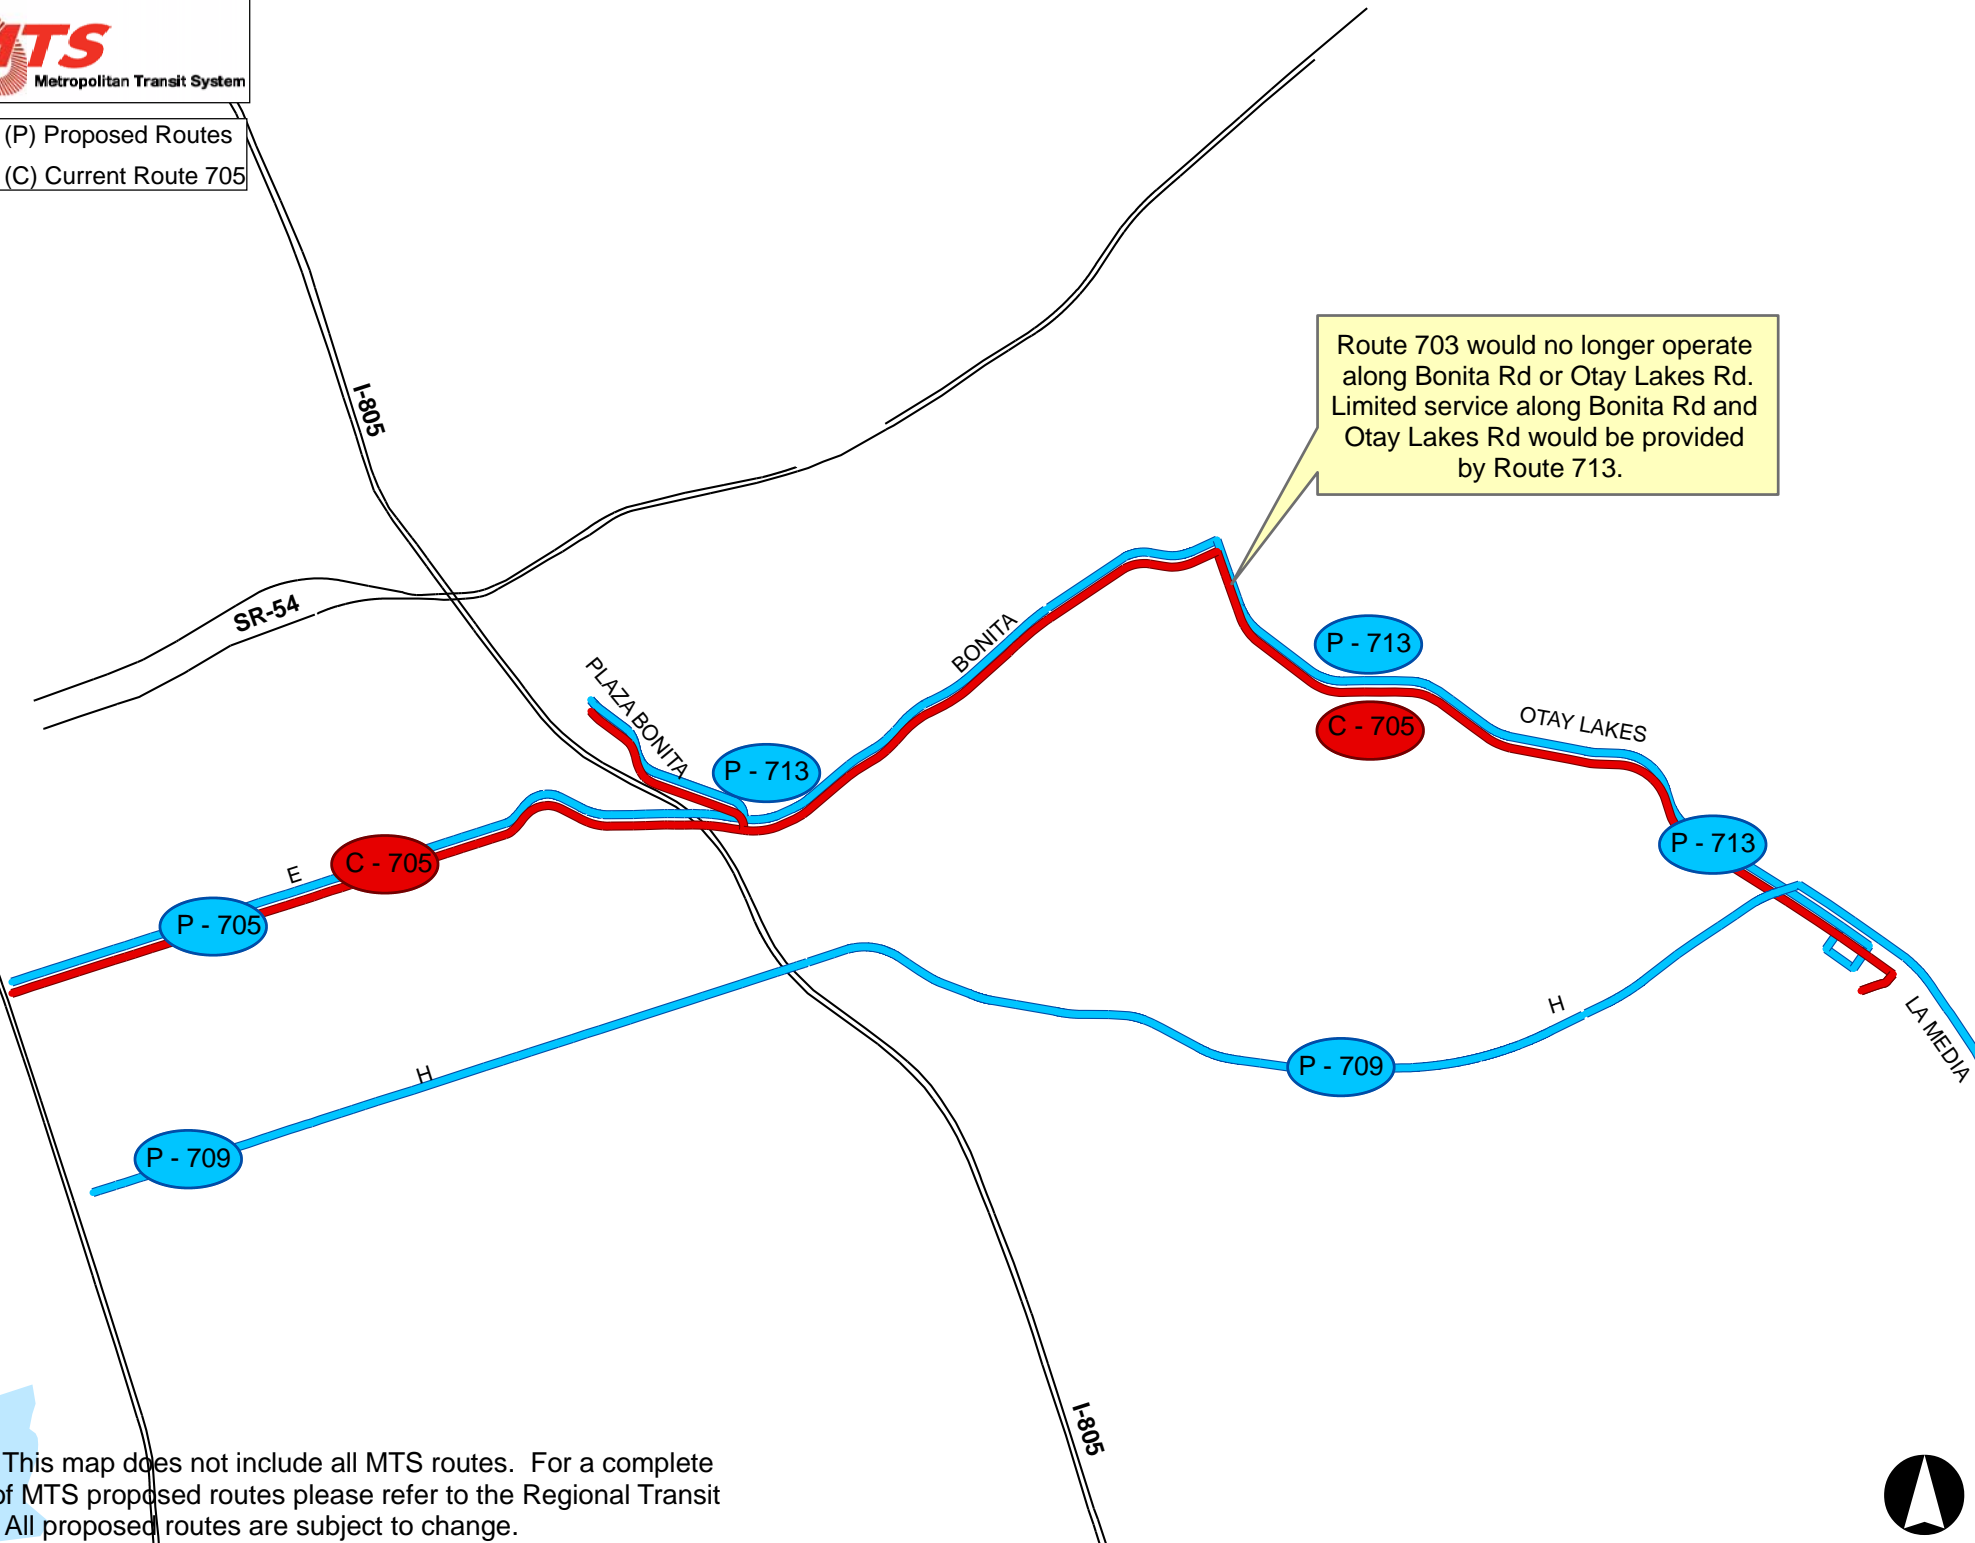 MTS
Metropolitan Transit System
(P) Proposed Routes
(C) Current Route 705
I-805
Route 703 would no longer operate
along Bonita Rd or Otay Lakes Rd.
Limited service along Bonita Rd and
Otay Lakes Rd would be provided
by Route 713.
SR-54
PLAZA BONITA
BONITA
P - 713
C - 705
OTAY LAKES
P - 713
P - 713
E
C - 705
P - 705
H
P - 709
H
P - 709
LA MEDIA
I-805
This map does not include all MTS routes. For a complete
of MTS proposed routes please refer to the Regional Transit
All proposed routes are subject to change.